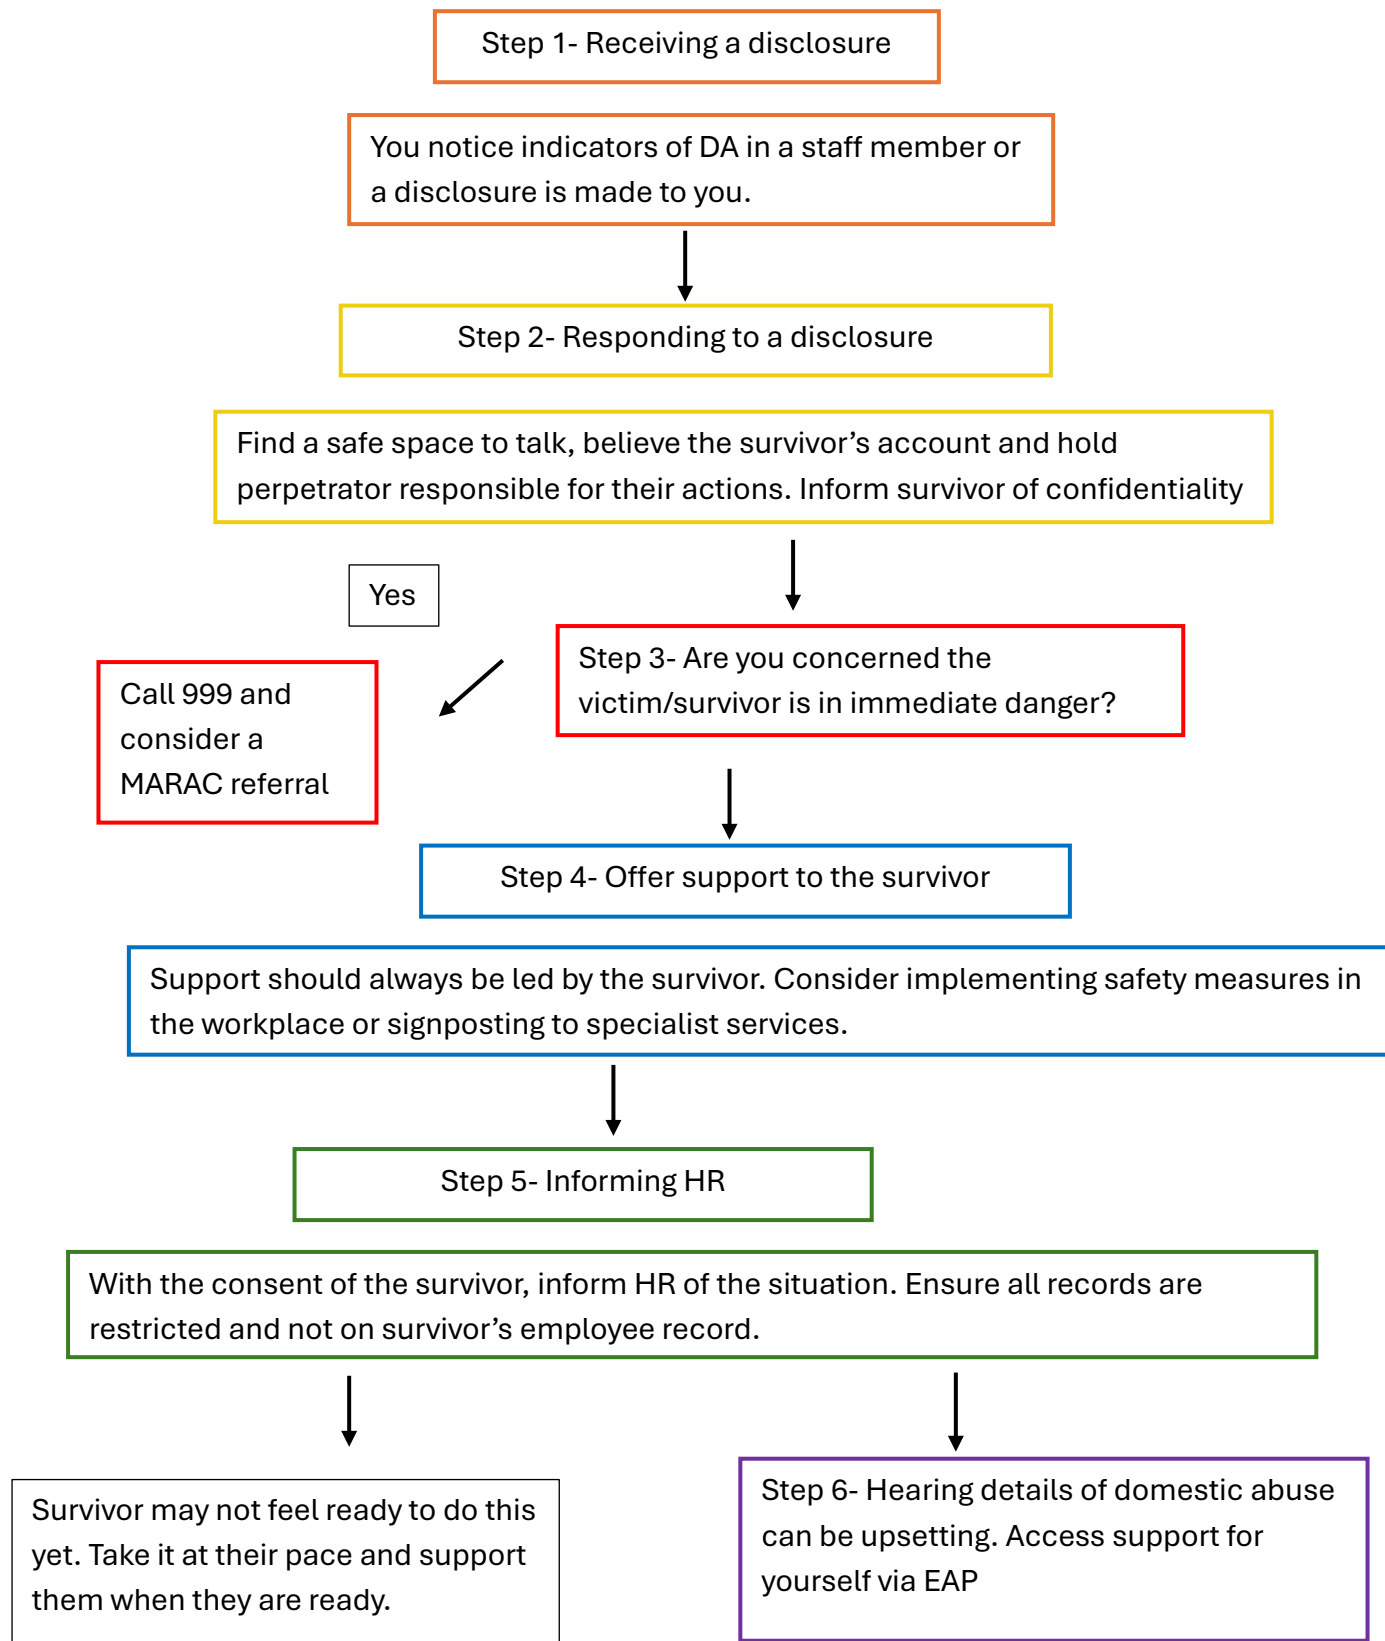 Step 1- Receiving a disclosure
You notice indicators of DA in a staff member or
a disclosure is made to you.
Step 2- Responding to a disclosure
Find a safe space to talk, believe the survivor’s account and hold
perpetrator responsible for their actions. Inform survivor of confidentiality
Yes
Step 3- Are you concerned the
victim/survivor is in immediate danger?
Call 999 and
consider a
MARAC referral
Step 4- Offer support to the survivor
Support should always be led by the survivor. Consider implementing safety measures in
the workplace or signposting to specialist services.
Step 5- Informing HR
With the consent of the survivor, inform HR of the situation. Ensure all records are
restricted and not on survivor’s employee record.
Survivor may not feel ready to do this
yet. Take it at their pace and support
them when they are ready.
Step 6- Hearing details of domestic abuse
can be upsetting. Access support for
yourself via EAP